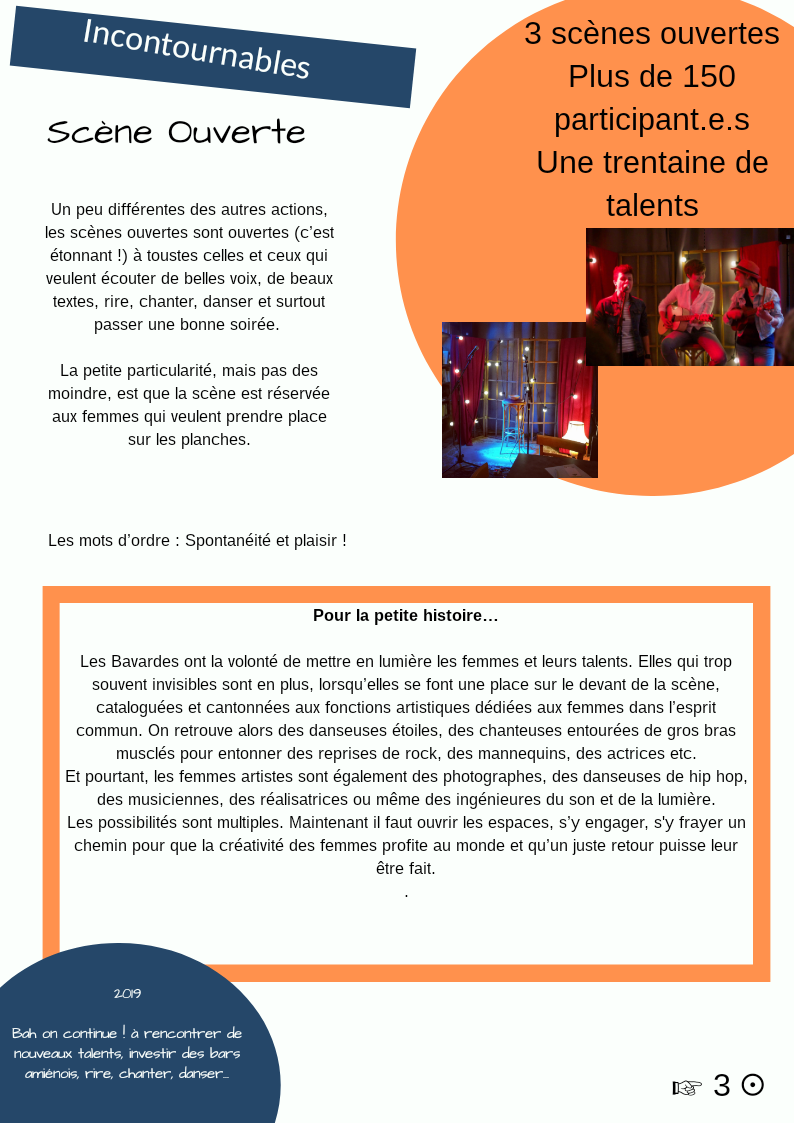 Incontournables
Scène Ouverte
3 scènes ouvertes
Plus de 150
participant.e.s
Une trentaine de
talents
Un peu différentes des autres actions,
les scènes ouvertes sont ouvertes (c’est
étonnant !) à toustes celles et ceux qui
veulent écouter de belles voix, de beaux
textes, rire, chanter, danser et surtout
passer une bonne soirée.
La petite particularité, mais pas des
moindre, est que la scène est réservée
aux femmes qui veulent prendre place
sur les planches.
Les mots d’ordre : Spontanéité et plaisir !
Pour la petite histoire…
Les Bavardes ont la volonté de mettre en lumière les femmes et leurs talents. Elles qui trop
souvent invisibles sont en plus, lorsqu’elles se font une place sur le devant de la scène,
cataloguées et cantonnées aux fonctions artistiques dédiées aux femmes dans l’esprit
commun. On retrouve alors des danseuses étoiles, des chanteuses entourées de gros bras
musclés pour entonner des reprises de rock, des mannequins, des actrices etc.
Et pourtant, les femmes artistes sont également des photographes, des danseuses de hip hop,
des musiciennes, des réalisatrices ou même des ingénieures du son et de la lumière.
Les possibilités sont multiples. Maintenant il faut ouvrir les espaces, s’y engager, s'y frayer un
chemin pour que la créativité des femmes profite au monde et qu’un juste retour puisse leur
être fait.
.
2019
Bah on continue ! à rencontrer de
nouveaux talents, investir des bars
amiénois, rire, chanter, danser...
☞ 3 ⊙